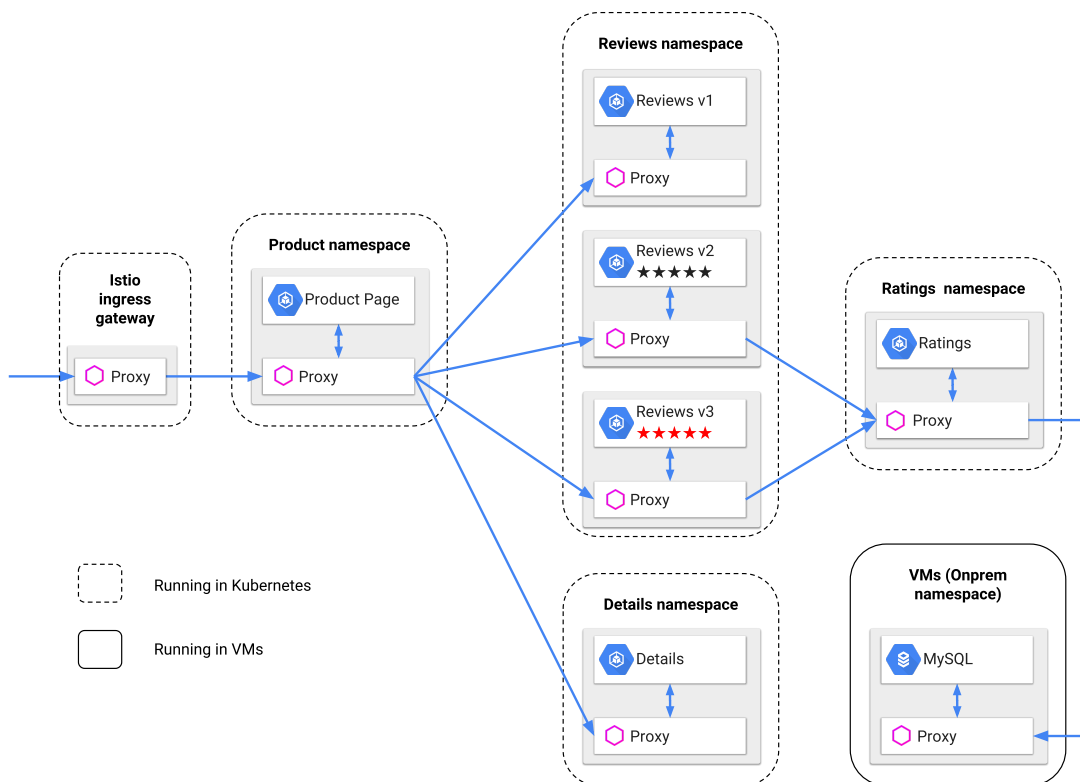 Istio
ingress
gateway
Proxy
Product namespace
Product Page
Proxy
Reviews namespace
Reviews v1
Proxy
Reviews v2
★★★★★
Proxy
Reviews v3
★★★★★
Proxy
Ratings namespace
Ratings
Proxy
Details namespace
Details
Proxy
VMs (Onprem
namespace)
MySQL
Proxy
Running in Kubernetes
Running in VMs